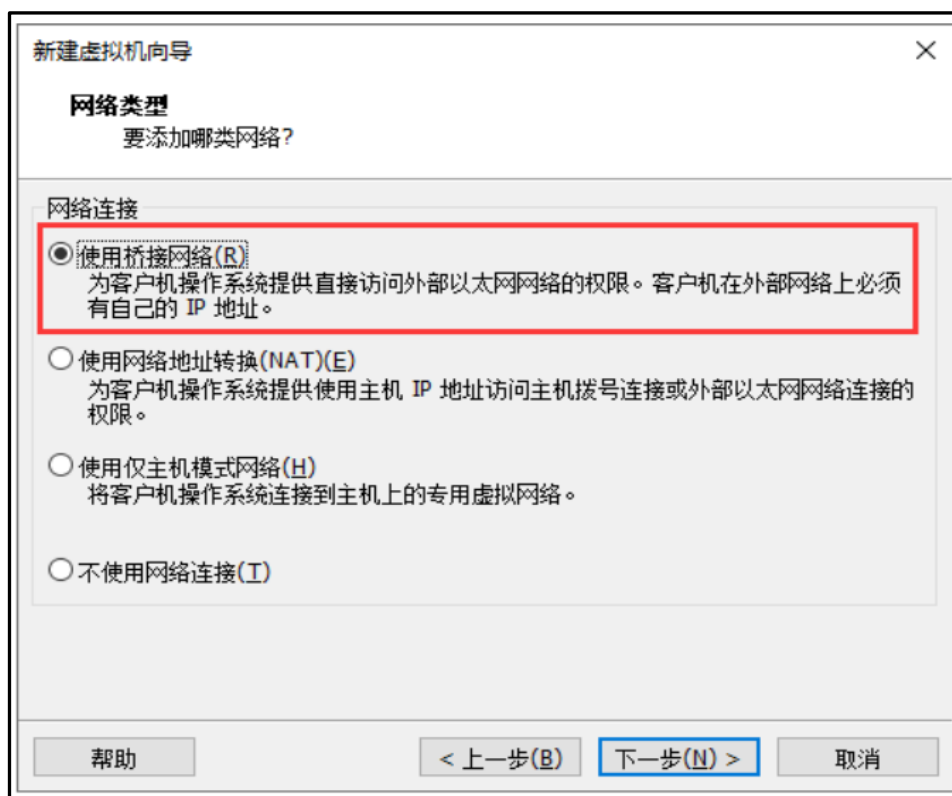 新建虚拟机向导
网络类型
要添加哪类网络?
网络连接
使用桥接网络(R)
为客户机操作系统提供直接访问外部以太网网络的权限。客户机在外部网络上必须
有自己的 IP 地址。
使用网络地址转换(NAT)(E)
为客户机操作系统提供使用主机 IP 地址访问主机拨号连接或外部以太网网络连接的
权限。
使用仅主机模式网络(H)
将客户机操作系统连接到主机上的专用虚拟网络。
不使用网络连接(T)
帮助
< 上一步(B)
下一步(N) >
取消